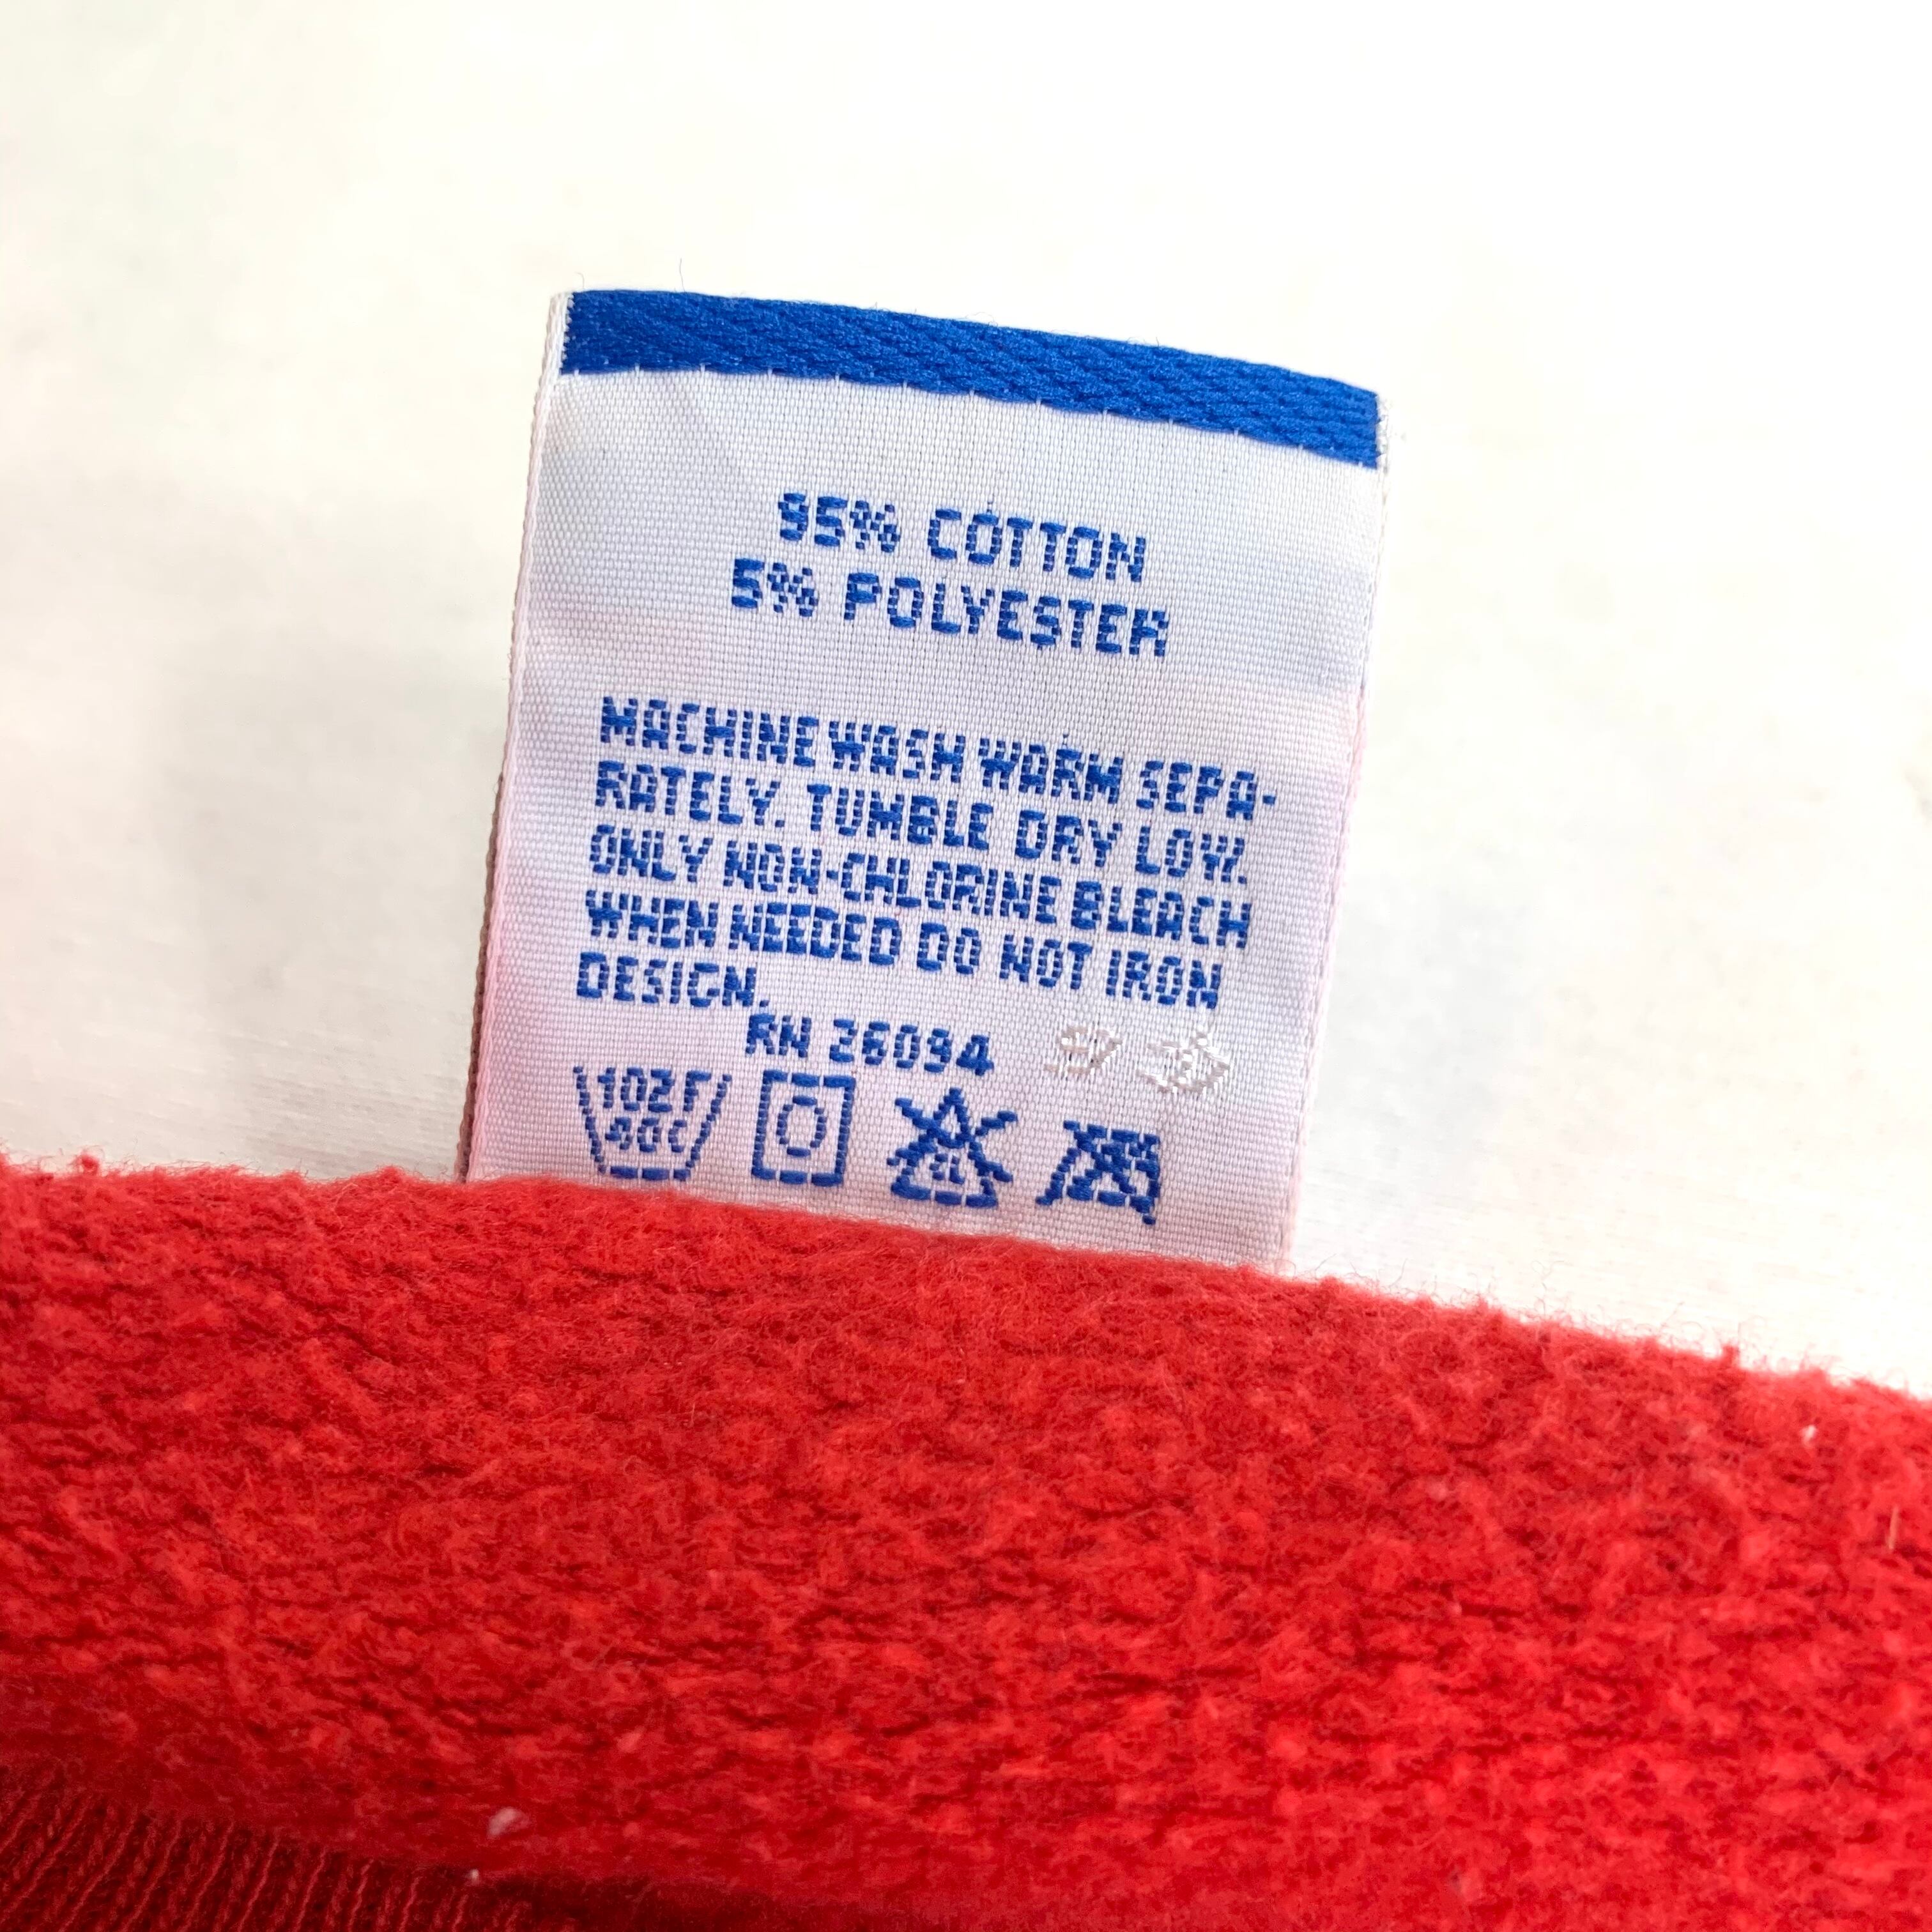 95% COTTON
5% POLYESTER
MACHINE WASH WARM SEPA-
RATELY. TUMBLE DRY LOW.
ONLY NON-CHLORINE BLEACH
WHEN NEEDED DO NOT IRON
DESIGN.
RN 26094
102F
40C
CL